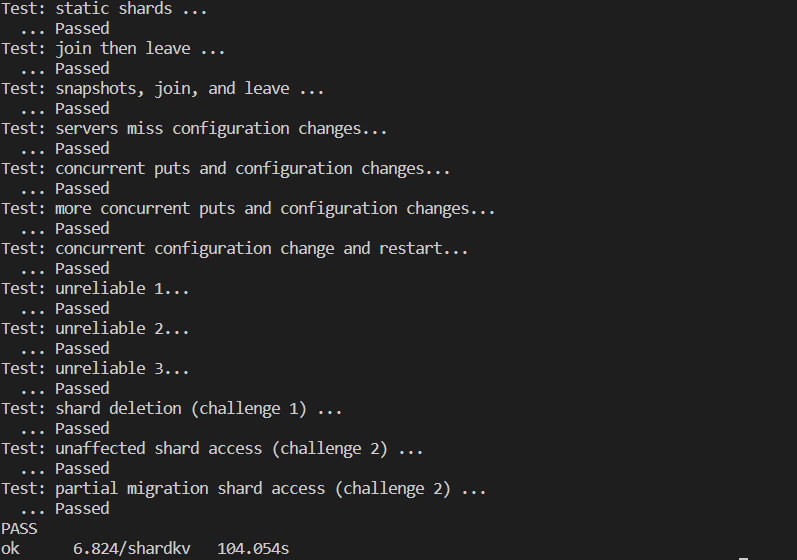 Test: static shards ...
  ... Passed
Test: join then leave ...
  ... Passed
Test: snapshots, join, and leave ...
  ... Passed
Test: servers miss configuration changes...
  ... Passed
Test: concurrent puts and configuration changes...
  ... Passed
Test: more concurrent puts and configuration changes...
  ... Passed
Test: concurrent configuration change and restart...
  ... Passed
Test: unreliable 1...
  ... Passed
Test: unreliable 2...
  ... Passed
Test: unreliable 3...
  ... Passed
Test: shard deletion (challenge 1) ...
  ... Passed
Test: unaffected shard access (challenge 2) ...
  ... Passed
Test: partial migration shard access (challenge 2) ...
  ... Passed
PASS
ok      6.824/shardkv   104.054s